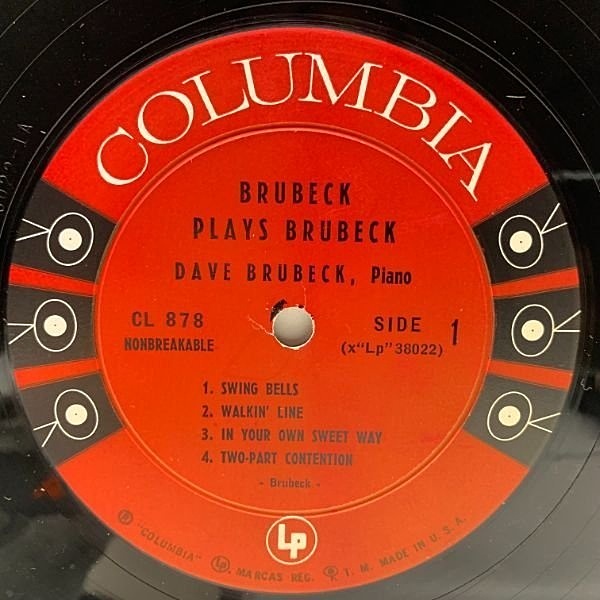 COLUMBIA
BRUBECK
PLAYS BRUBECK
DAVE BRUBECK, Piano
CL 878
NONBREAKABLE
SIDE 1
(x"Lp" 38022)
1. SWING BELLS
2. WALKIN' LINE
3. IN YOUR OWN SWEET WAY
4. TWO-PART CONTENTION
- Brubeck -
Lp
® "COLUMBIA" Lp, MARCAS REG. ® T. M. MADE IN U. S. A.